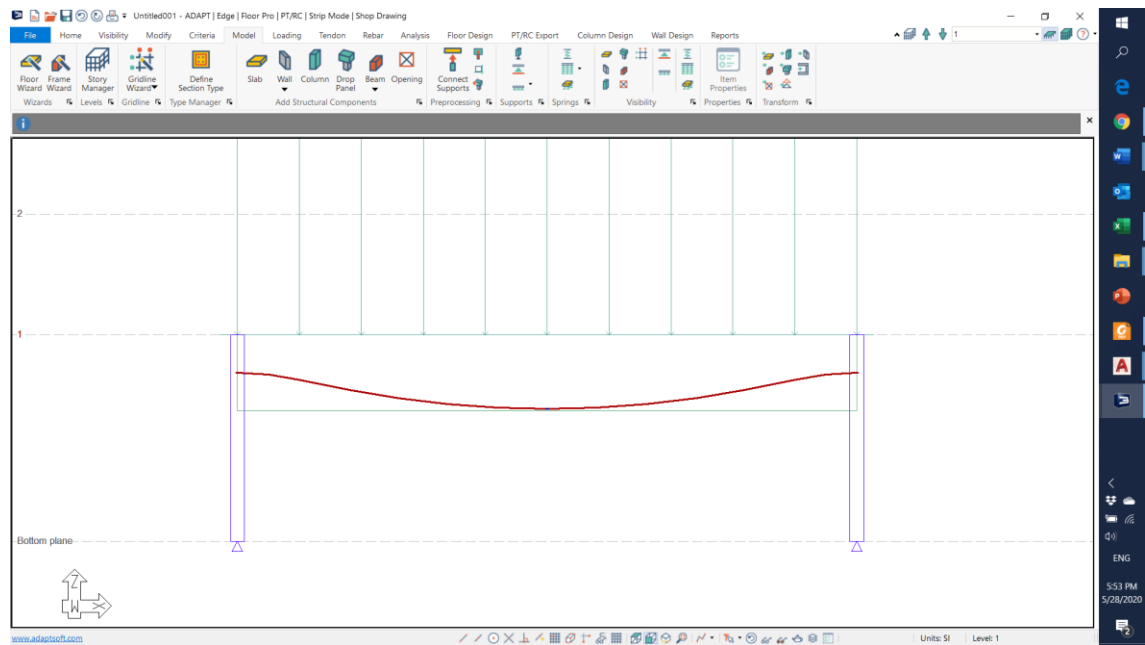 Untitled001 - ADAPT | Edge | Floor Pro | PT/RC | Strip Mode | Shop Drawing
File Home Visibility Modify Criteria Model Loading Tendon Rebar Analysis Floor Design PT/RC Export Column Design Wall Design Reports 1
Floor Wizard Frame Wizard Story Manager Gridline Wizard Define Section Type Slab Wall Column Drop Panel Beam Opening Connect Supports Item Properties
Wizards Levels Gridline Type Manager Add Structural Components Preprocessing Supports Springs Visibility Properties Transform
2
1
Bottom plane
Z
W X
www.adaptsoft.com
Units: SI Level: 1
ENG
5:53 PM
5/28/2020
2